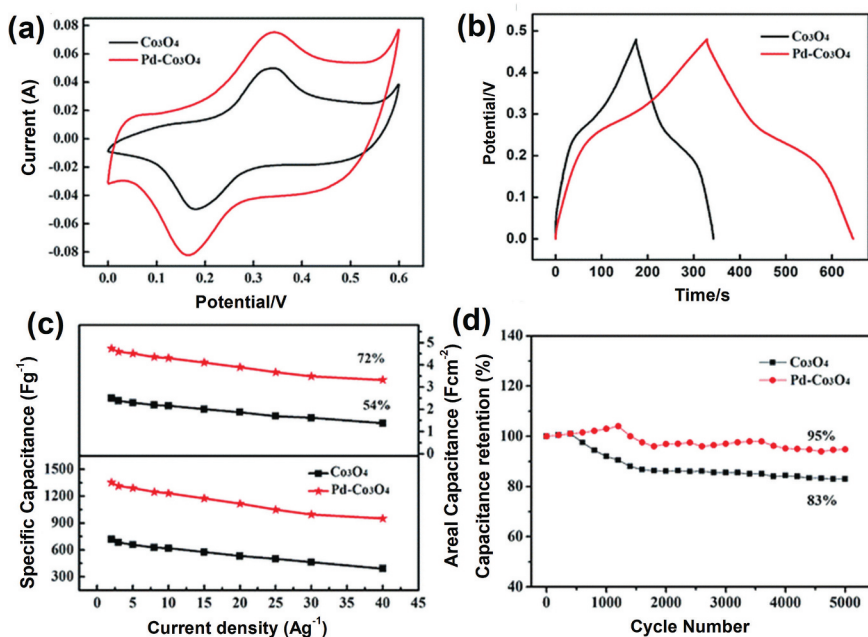 (a)
0.08
0.06
0.04
0.02
0.00
-0.02
-0.04
-0.06
-0.08
Current (A)
Co₃O₄
Pd-Co₃O₄
0.0 0.1 0.2 0.3 0.4 0.5 0.6
Potential/V
(b)
0.5
0.4
0.3
0.2
0.1
0.0
Potential/V
Co₃O₄
Pd-Co₃O₄
0 100 200 300 400 500 600
Time/s
(c)
Specific Capacitance (Fg⁻¹)
1500
1200
900
600
300
72%
54%
5
4
3
2
1
0
Areal Capacitance (Fcm⁻²)
Co₃O₄
Pd-Co₃O₄
0 5 10 15 20 25 30 35 40 45
Current density (Ag⁻¹)
(d)
140
120
100
80
60
40
Capacitance retention (%)
Co₃O₄
Pd-Co₃O₄
95%
83%
0 1000 2000 3000 4000 5000
Cycle Number